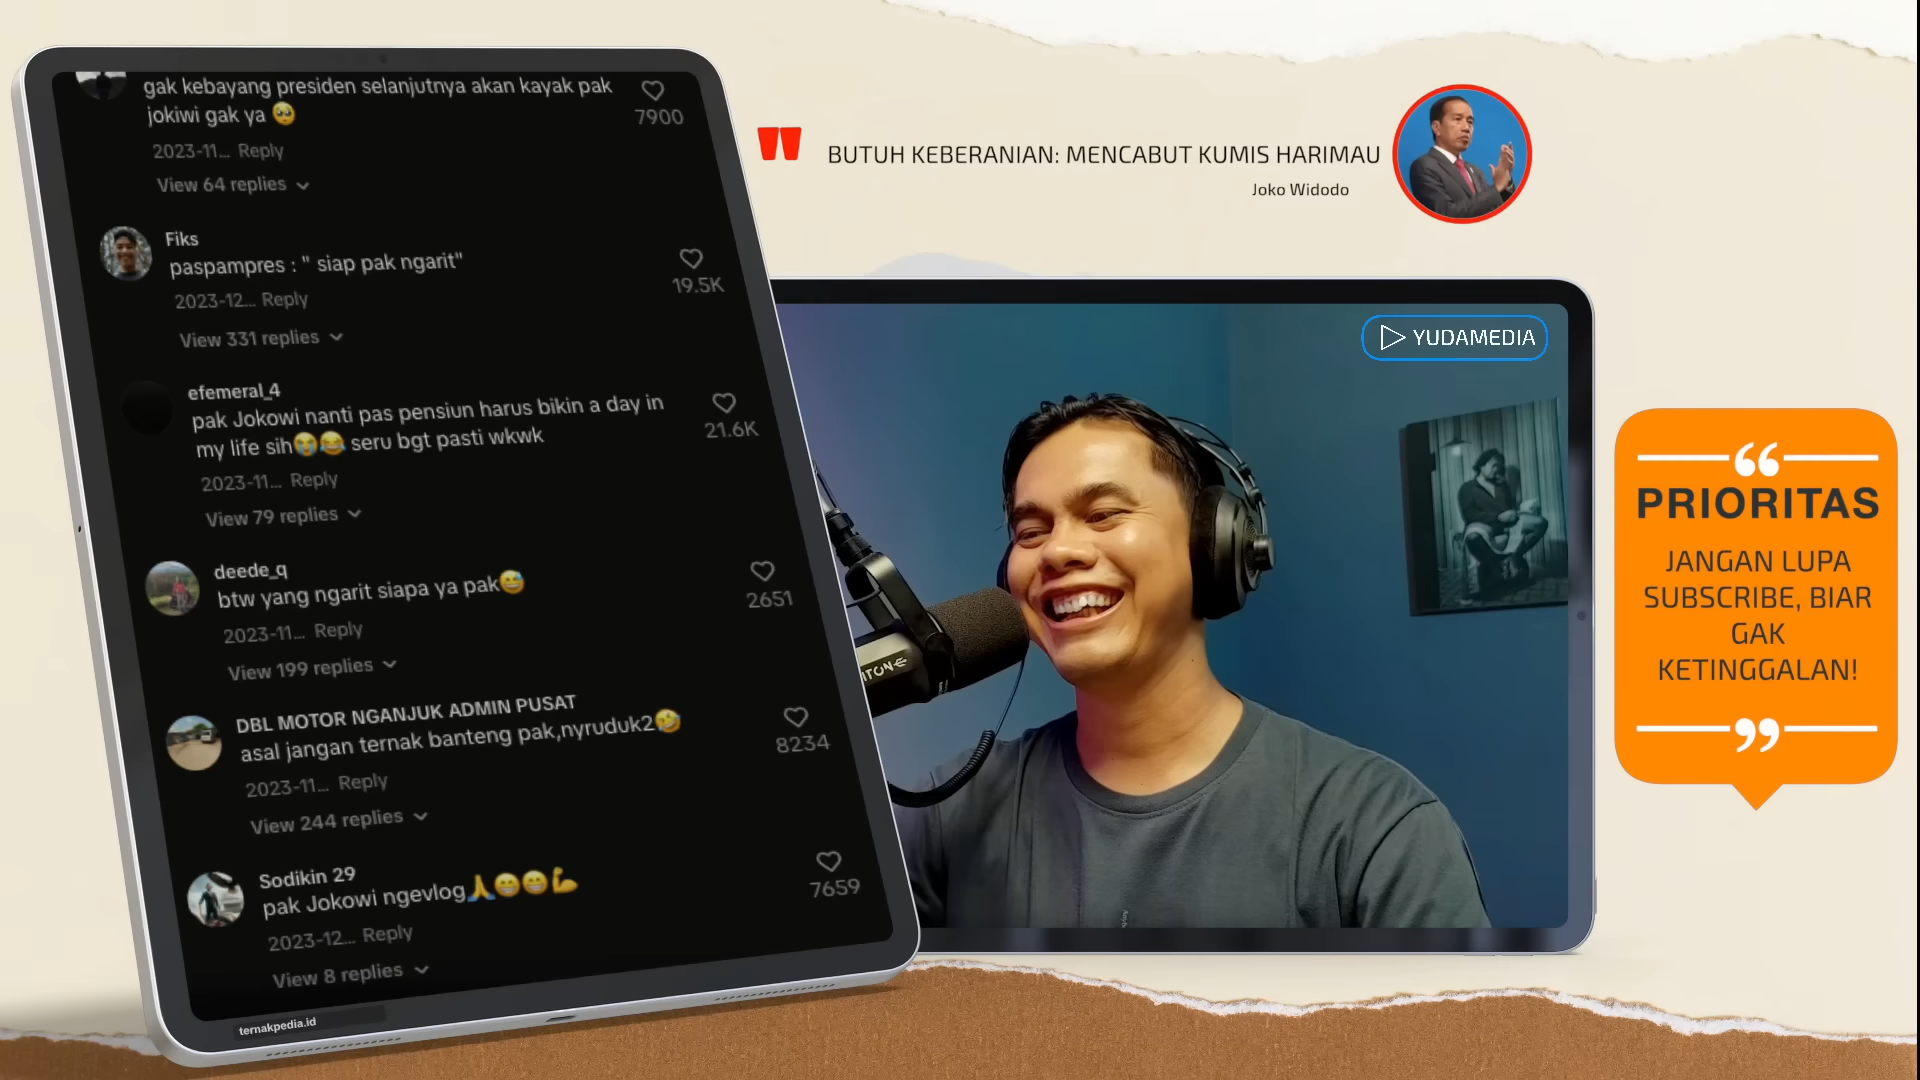 gak kebayang presiden selanjutnya akan kayak pak
jokiwi gak ya 🥺
7900
2023-11... Reply
View 64 replies
Fiks
paspampres : " siap pak ngarit"
19.5K
2023-12... Reply
View 331 replies
efemeral_4
pak Jokowi nanti pas pensiun harus bikin a day in
my life sih😭😂 seru bgt pasti wkwk
21.6K
2023-11... Reply
View 79 replies
deede_q
btw yang ngarit siapa ya pak😅
2651
2023-11... Reply
View 199 replies
DBL MOTOR NGANJUK ADMIN PUSAT
asal jangan ternak banteng pak,nyruduk2🤣
8234
2023-11... Reply
View 244 replies
Sodikin 29
pak Jokowi ngevlog🙏😁😁💪
7659
2023-12... Reply
View 8 replies
ternakpedia.id
" BUTUH KEBERANIAN: MENCABUT KUMIS HARIMAU
Joko Widodo
YUDAMEDIA
“
PRIORITAS
JANGAN LUPA
SUBSCRIBE, BIAR
GAK
KETINGGALAN!
”